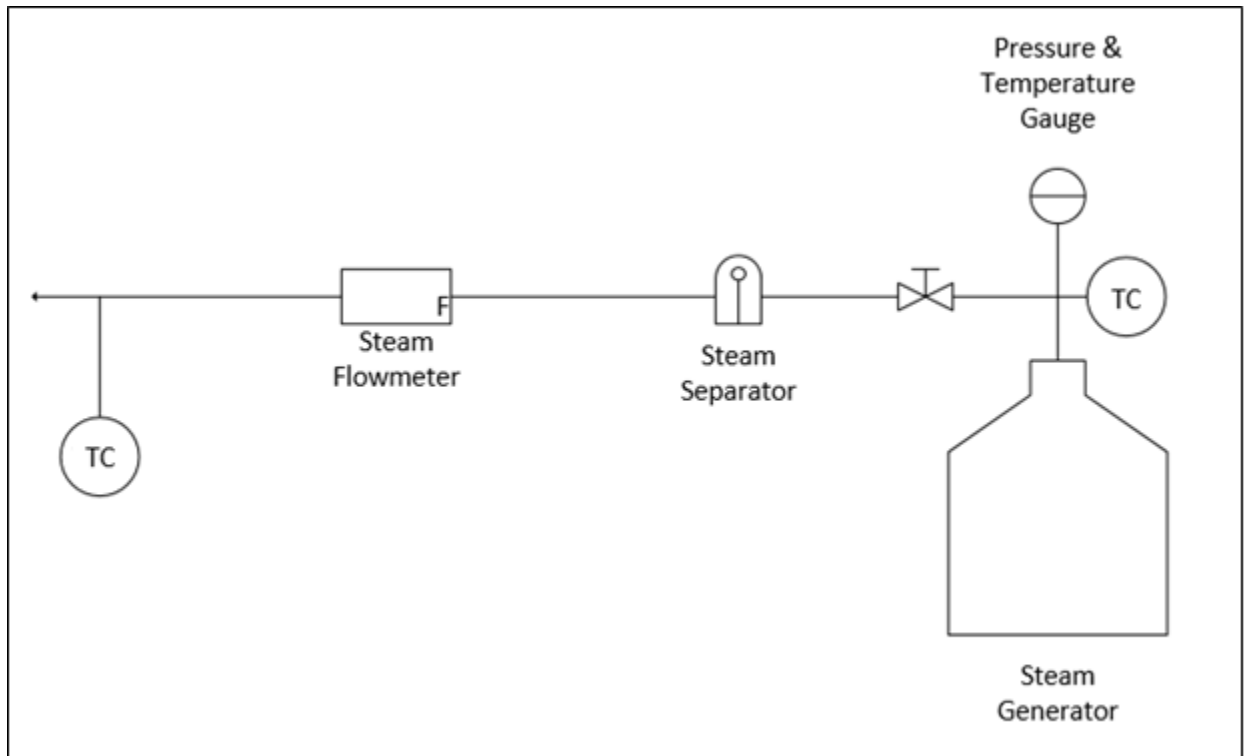 Pressure &
Temperature
Gauge
TC
F
Steam
Flowmeter
Steam
Separator
TC
Steam
Generator